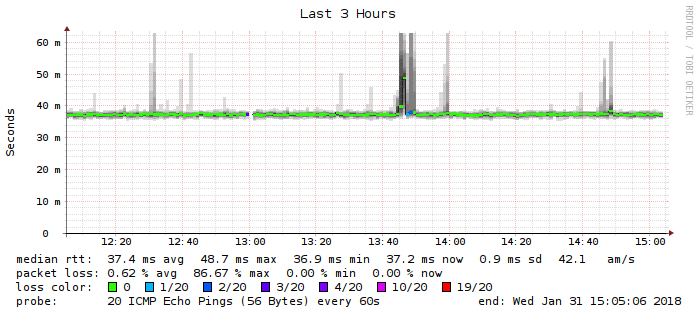 Last 3 Hours
RRDTOOL / TOBI OETIKER
Seconds
60 m
50 m
40 m
30 m
20 m
10 m
0
12:20 12:40 13:00 13:20 13:40 14:00 14:20 14:40 15:00
median rtt: 37.4 ms avg 48.7 ms max 36.9 ms min 37.2 ms now 0.9 ms sd 42.1 am/s
packet loss: 0.62 % avg 86.67 % max 0.00 % min 0.00 % now
loss color: 0 1/20 2/20 3/20 4/20 10/20 19/20
probe: 20 ICMP Echo Pings (56 Bytes) every 60s end: Wed Jan 31 15:05:06 2018